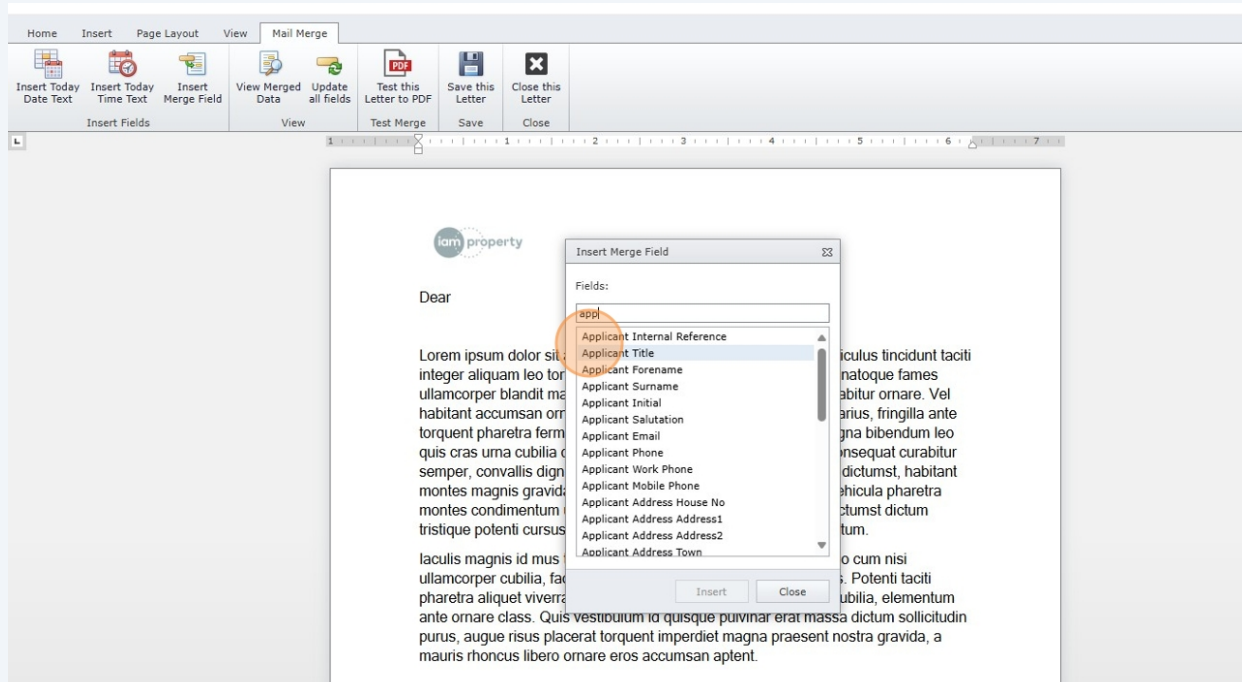 Home Insert Page Layout View Mail Merge
Insert Today Date Text Insert Today Time Text Insert Merge Field View Merged Data Update all fields Test this Letter to PDF Save this Letter Close this Letter
Insert Fields View Test Merge Save Close
L
1 1 2 3 4 5 6 7
iam property
Insert Merge Field
Fields:
Dear
app
Applicant Internal Reference
Applicant Title
Applicant Forename
Applicant Surname
Applicant Initial
Applicant Salutation
Applicant Email
Applicant Phone
Applicant Work Phone
Applicant Mobile Phone
Applicant Address House No
Applicant Address Address1
Applicant Address Address2
Applicant Address Town
Insert Close
Lorem ipsum dolor sit iculus tincidunt taciti
integer aliquam leo natoque fames
ullamcorper blandit abitur ornare. Vel
habitant accumsan arius, fringilla ante
torquent pharetra gna bibendum leo
quis cras urna cubilia onsequat curabitur
semper, convallis dictumst, habitant
montes magnis ehicula pharetra
montes condimentum ctumst dictum
tristique potenti cursus tum.
Iaculis magnis id mus o cum nisi
ullamcorper cubilia, s. Potenti taciti
pharetra aliquet ubilia, elementum
ante ornare class. Quis vestibulum id quisque pulvinar erat massa dictum sollicitudin
purus, augue risus placerat torquent imperdiet magna praesent nostra gravida, a
mauris rhoncus libero ornare eros accumsan aptent.